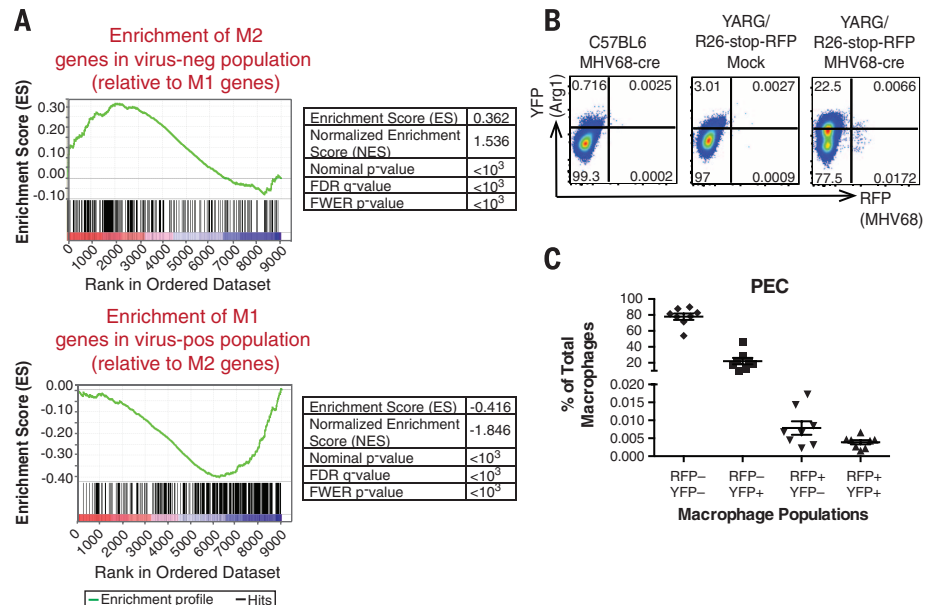 A
Enrichment of M2
genes in virus-neg population
(relative to M1 genes)
Enrichment Score (ES)
0.30
0.20
0.10
0.00
-0.10
0
1000
2000
3000
4000
5000
6000
7000
8000
9000
Rank in Ordered Dataset
Enrichment Score (ES) 0.362
Normalized Enrichment
Score (NES) 1.536
Nominal p-value <10³
FDR q-value <10³
FWER p-value <10³
Enrichment of M1
genes in virus-pos population
(relative to M2 genes)
Enrichment Score (ES)
0.00
-0.10
-0.20
-0.30
-0.40
0
1000
2000
3000
4000
5000
6000
7000
8000
9000
Rank in Ordered Dataset
Enrichment profile Hits
Enrichment Score (ES) -0.416
Normalized Enrichment
Score (NES) -1.846
Nominal p-value <10³
FDR q-value <10³
FWER p-value <10³
B
C57BL6
MHV68-cre
YARG/
R26-stop-RFP
Mock
YARG/
R26-stop-RFP
MHV68-cre
YFP
(Arg1)
0.716 0.0025
99.3 0.0002
3.01 0.0027
97 0.0009
22.5 0.0066
77.5 0.0172
RFP
(MHV68)
C
PEC
% of Total
Macrophages
100
80
60
40
20
0.020
0.015
0.010
0.005
0.000
RFP–
YFP–
RFP–
YFP+
RFP+
YFP–
RFP+
YFP+
Macrophage Populations